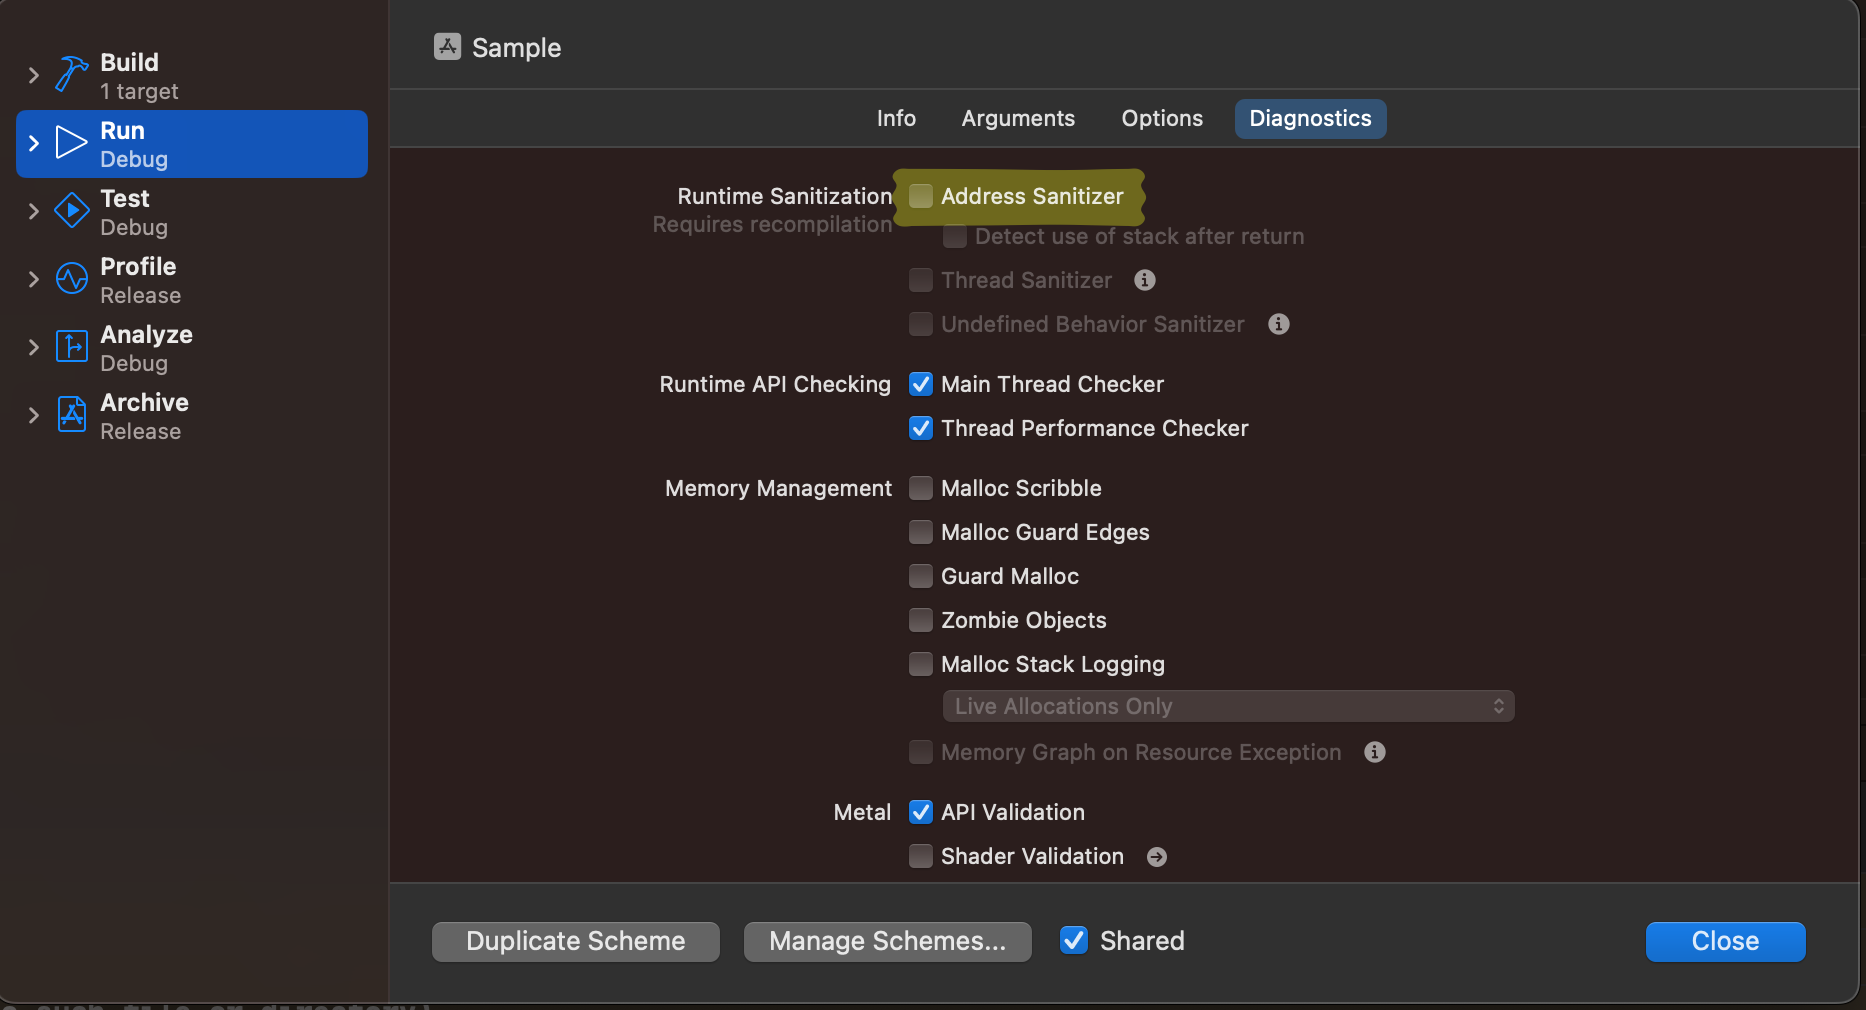 Build
1 target
Run
Debug
Test
Debug
Profile
Release
Analyze
Debug
Archive
Release
Sample
Info Arguments Options Diagnostics
Runtime Sanitization Address Sanitizer
Requires recompilation
Detect use of stack after return
Thread Sanitizer
Undefined Behavior Sanitizer
Runtime API Checking Main Thread Checker
Thread Performance Checker
Memory Management Malloc Scribble
Malloc Guard Edges
Guard Malloc
Zombie Objects
Malloc Stack Logging
Live Allocations Only
Memory Graph on Resource Exception
Metal API Validation
Shader Validation
Duplicate Scheme Manage Schemes... Shared Close